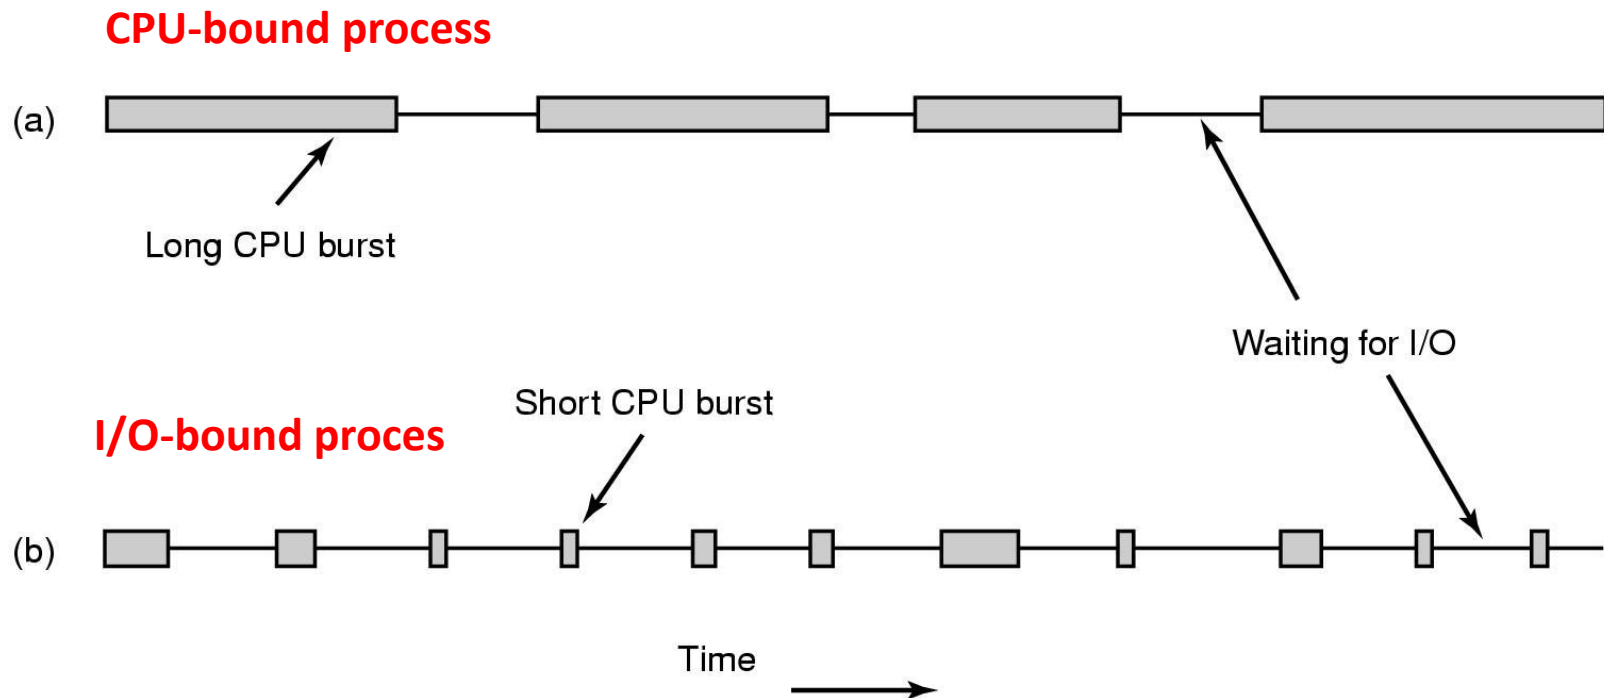 CPU-bound process
(a)
Long CPU burst
Waiting for I/O
Short CPU burst
I/O-bound proces
(b)
Time